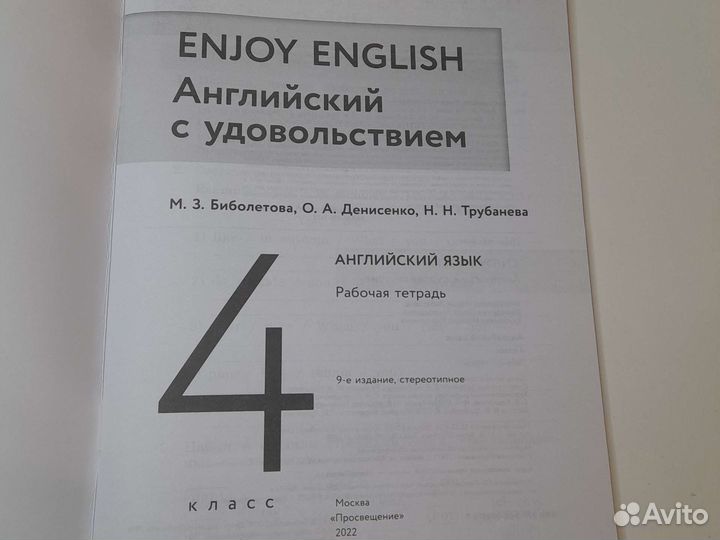 ENJOY ENGLISH
Английский
с удовольствием
М. З. Биболетова, О. А. Денисенко, Н. Н. Трубанева
АНГЛИЙСКИЙ ЯЗЫК
Рабочая тетрадь
9-е издание, стереотипное
4
класс
Москва
«Просвещение»
2022
Avito